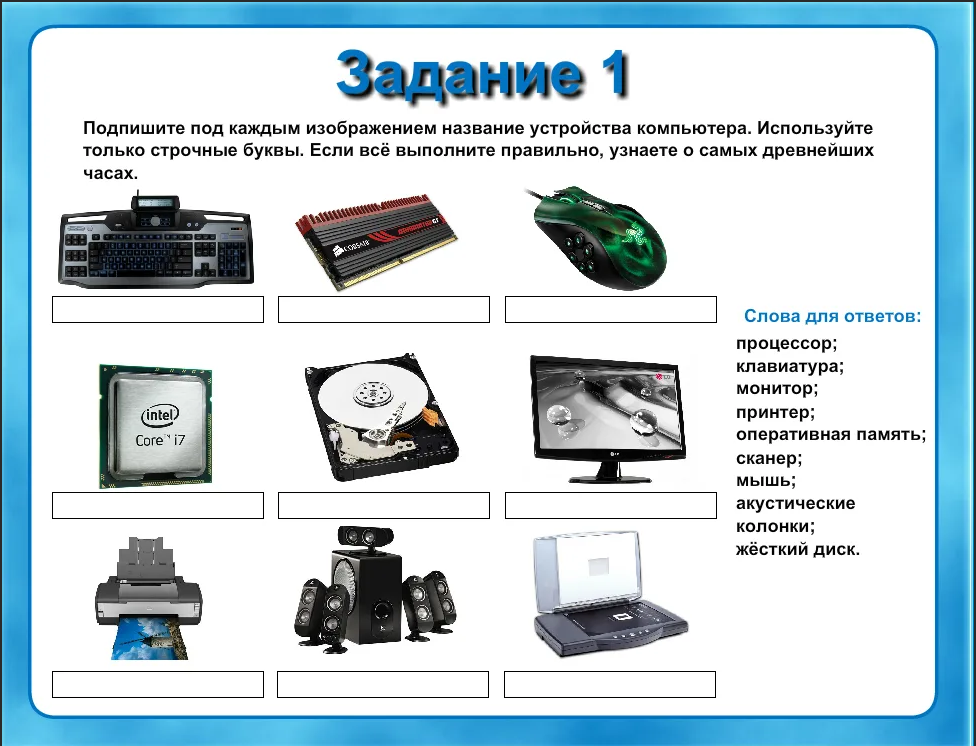 Задание 1
Подпишите под каждым изображением название устройства компьютера. Используйте
только строчные буквы. Если всё выполните правильно, узнаете о самых древнейших
часах.
CORSAIR
Слова для ответов:
процессор;
клавиатура;
монитор;
принтер;
оперативная память;
сканер;
мышь;
акустические
колонки;
жёсткий диск.
intel
Core™ i7
LG